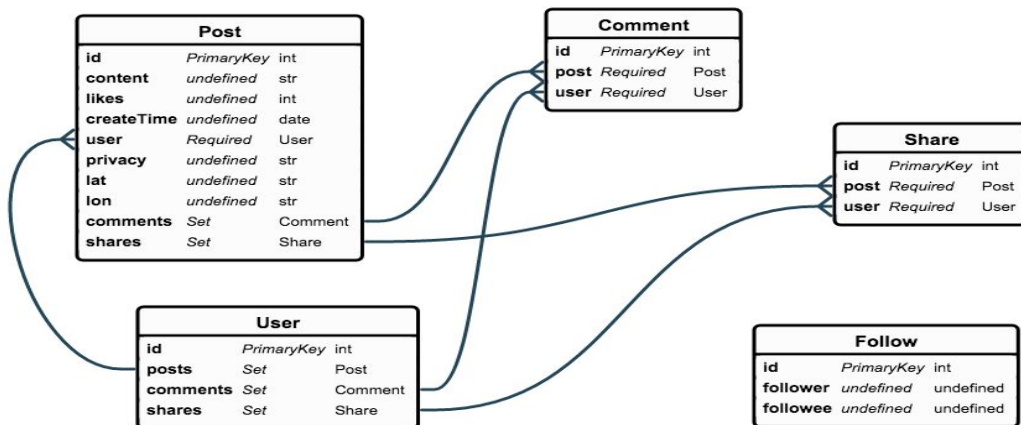 Post
id PrimaryKey int
content undefined str
likes undefined int
createTime undefined date
user Required User
privacy undefined str
lat undefined str
lon undefined str
comments Set Comment
shares Set Share
Comment
id PrimaryKey int
post Required Post
user Required User
Share
id PrimaryKey int
post Required Post
user Required User
User
id PrimaryKey int
posts Set Post
comments Set Comment
shares Set Share
Follow
id PrimaryKey int
follower undefined undefined
followee undefined undefined